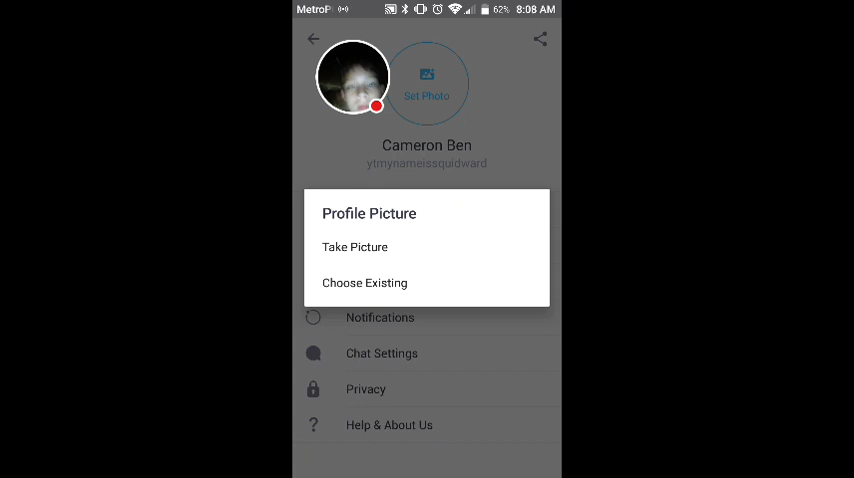 MetroP 62% 8:08 AM
Set Photo
Cameron Ben
ytmynameissquidward
Profile Picture
Take Picture
Choose Existing
Notifications
Chat Settings
Privacy
? Help & About Us